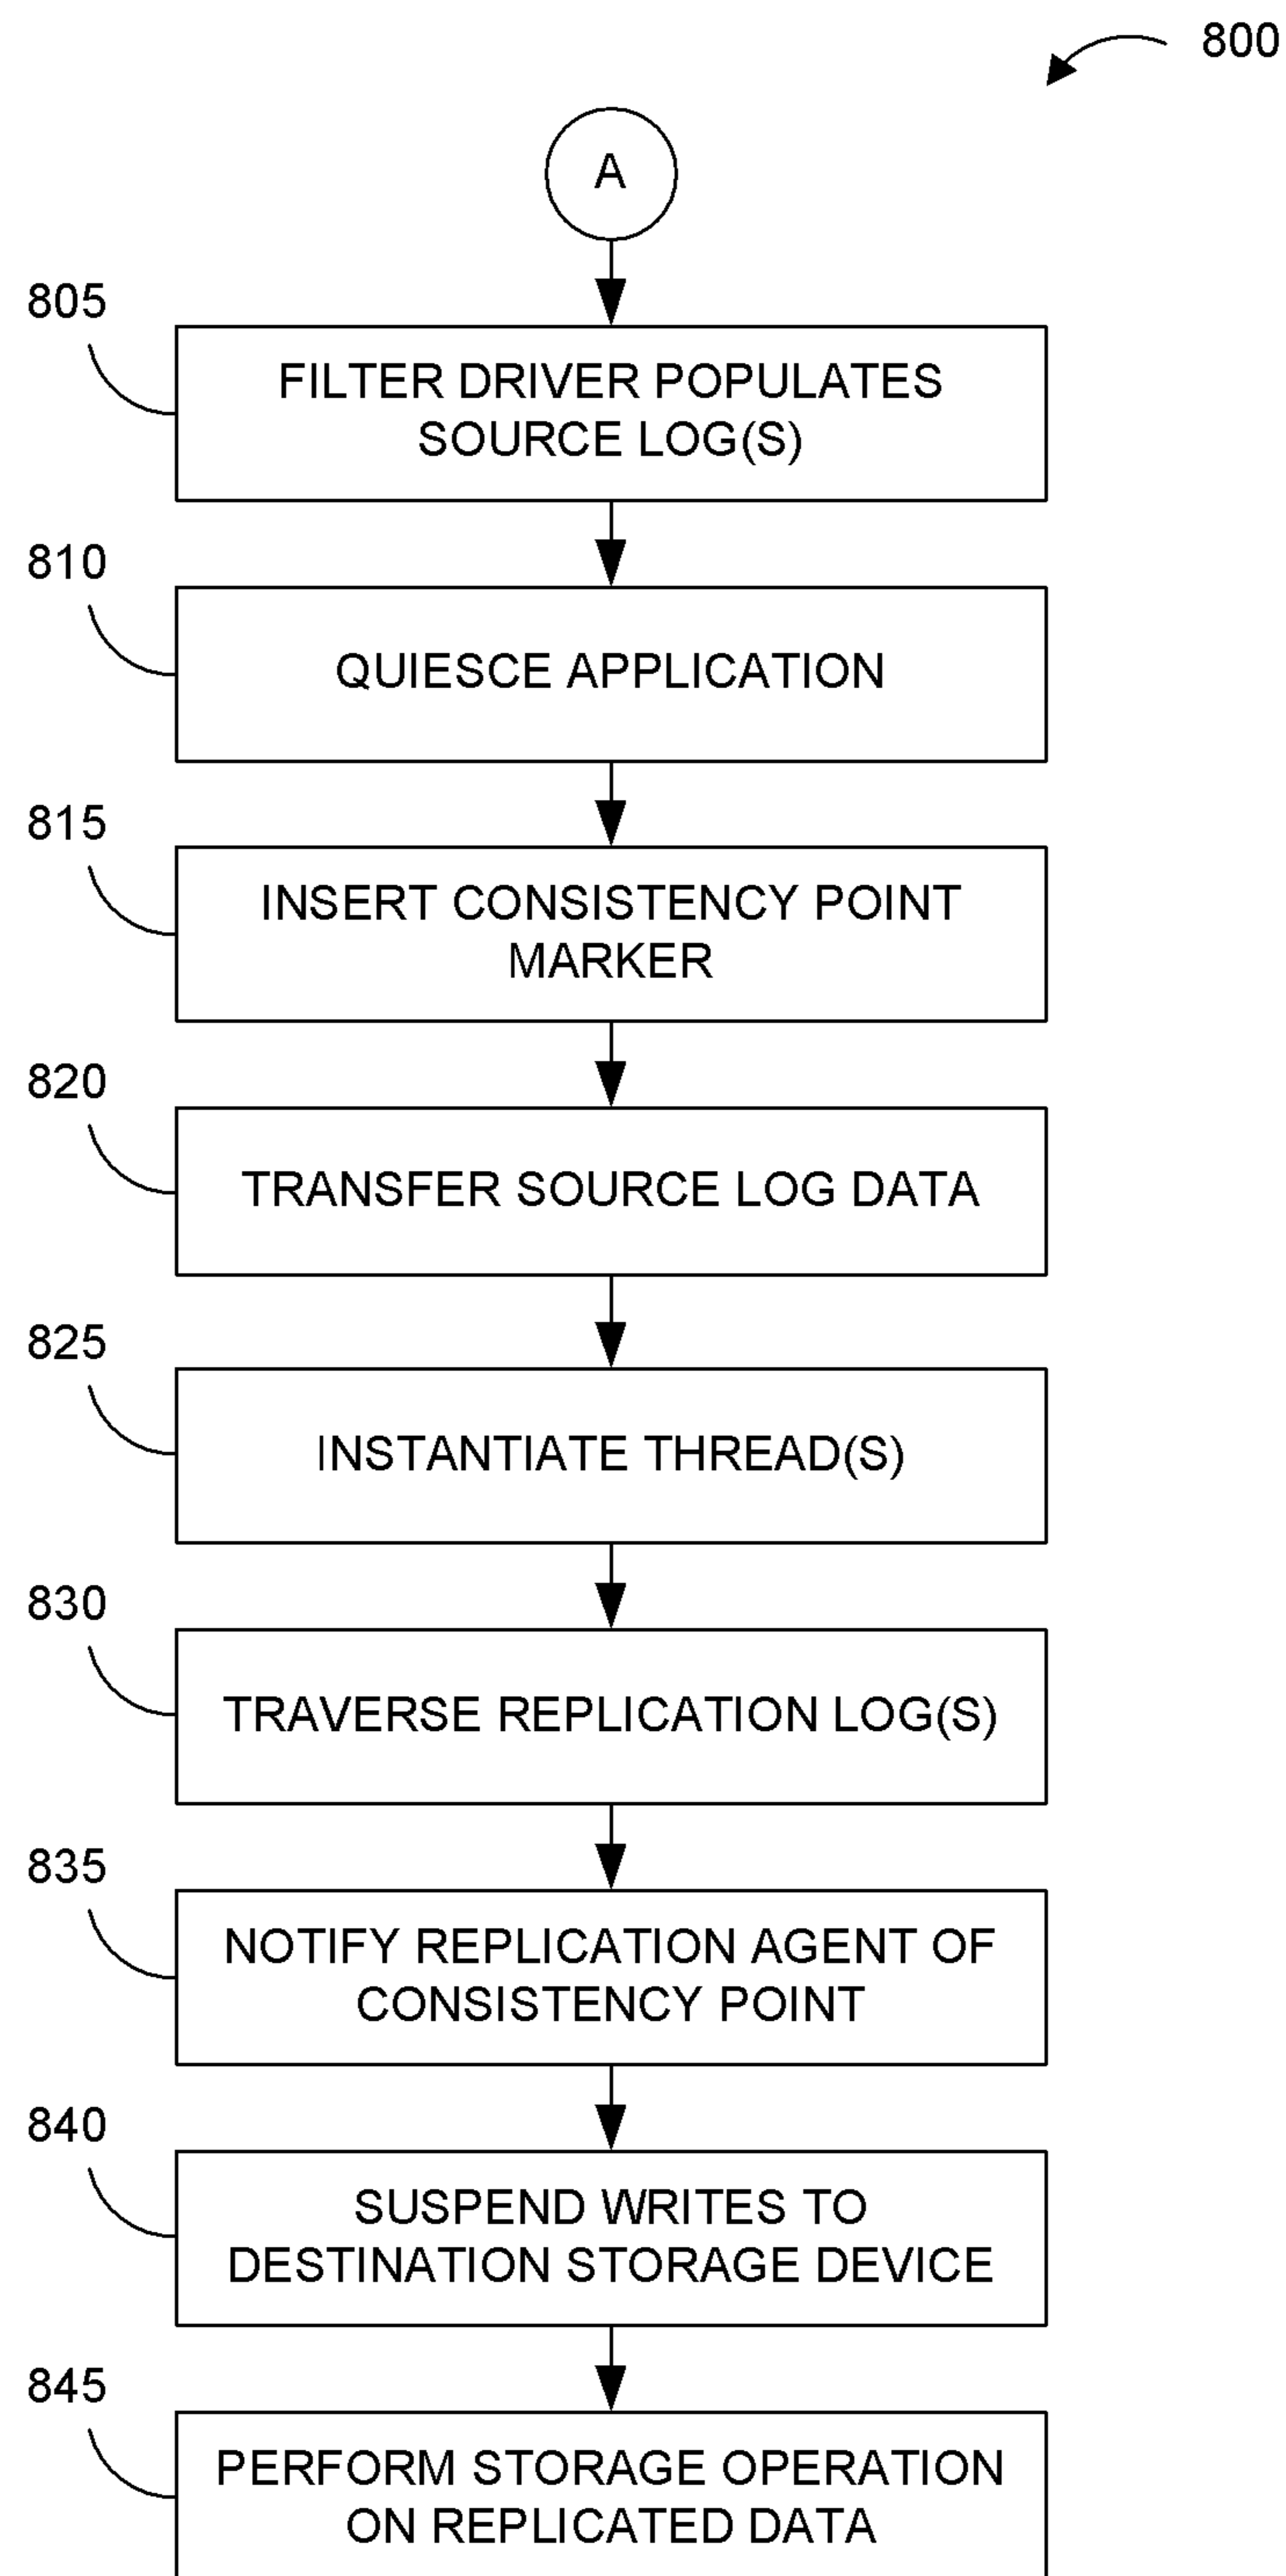 800
A
805
FILTER DRIVER POPULATES
SOURCE LOG(S)
810
QUIESCE APPLICATION
815
INSERT CONSISTENCY POINT
MARKER
820
TRANSFER SOURCE LOG DATA
825
INSTANTIATE THREAD(S)
830
TRAVERSE REPLICATION LOG(S)
835
NOTIFY REPLICATION AGENT OF
CONSISTENCY POINT
840
SUSPEND WRITES TO
DESTINATION STORAGE DEVICE
845
PERFORM STORAGE OPERATION
ON REPLICATED DATA